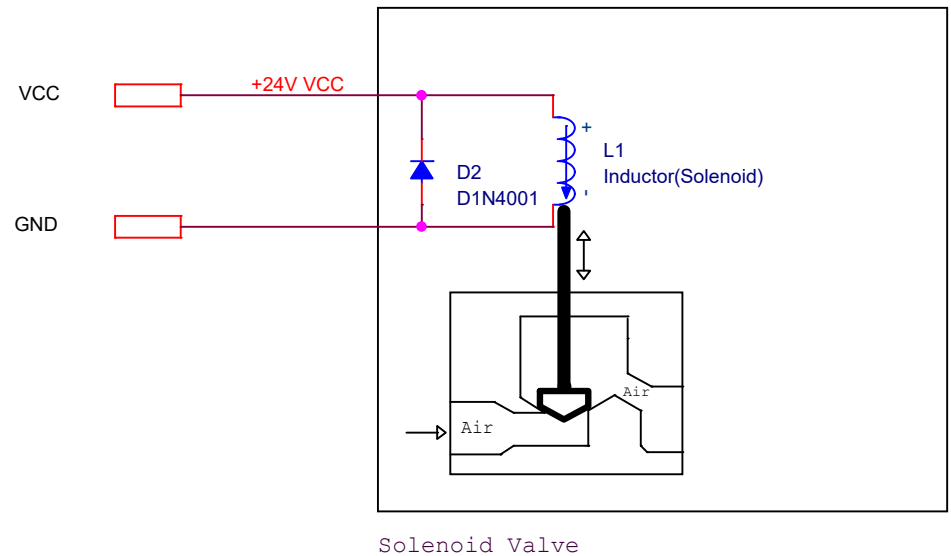 VCC
+24V VCC
GND
D2
D1N4001
+
L1
Inductor(Solenoid)
-
Air
Air
Solenoid Valve